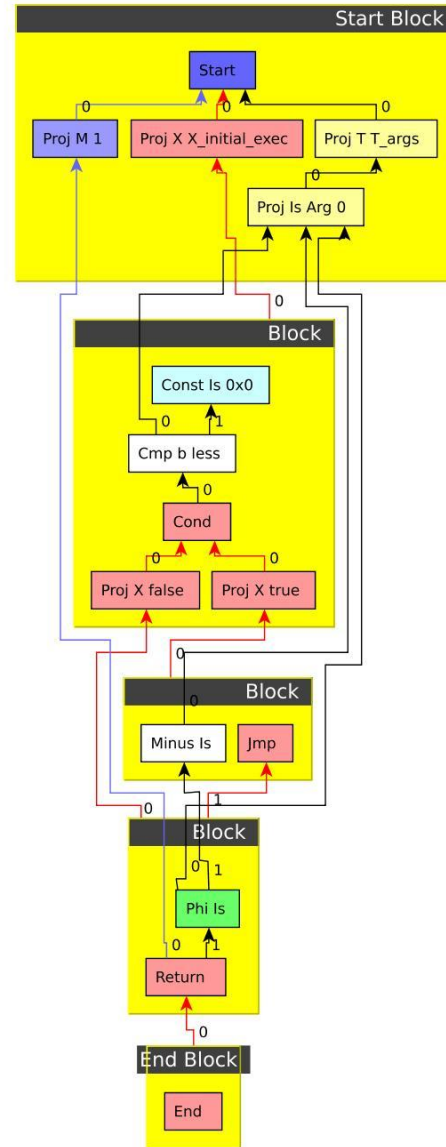 Start Block
Start
0 0 0
Proj M 1 Proj X X_initial_exec Proj T T_args
0
Proj Is Arg 0
0
Block
Const Is 0x0
0 1
Cmp b less
0
Cond
0 0
Proj X false Proj X true
0
0
Block
Minus Is Jmp
0 1
Block
0 1
Phi Is
0 1
Return
0
End Block
End